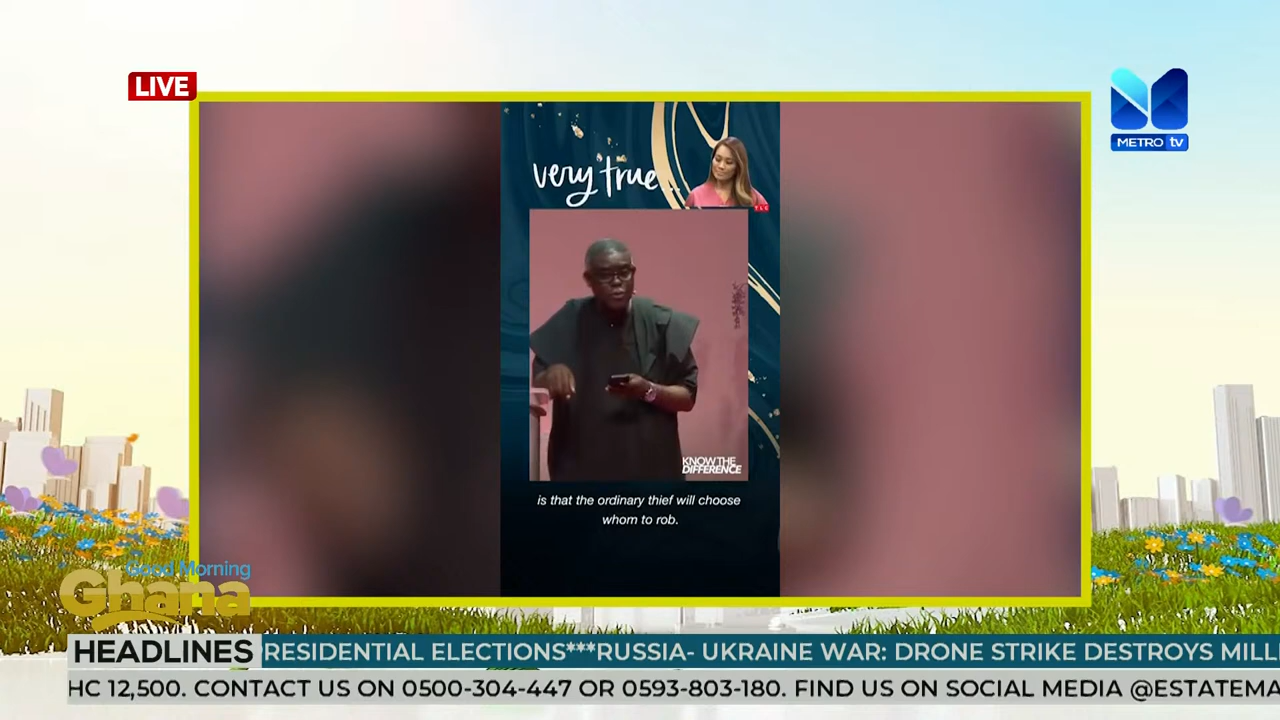 LIVE
METRO tv
very true
TLC
KNOW THE
DIFFERENCE
is that the ordinary thief will choose
whom to rob.
Good Morning
Ghana
HEADLINES
RESIDENTIAL ELECTIONS***RUSSIA- UKRAINE WAR: DRONE STRIKE DESTROYS MILLI
HC 12,500. CONTACT US ON 0500-304-447 OR 0593-803-180. FIND US ON SOCIAL MEDIA @ESTATEMA